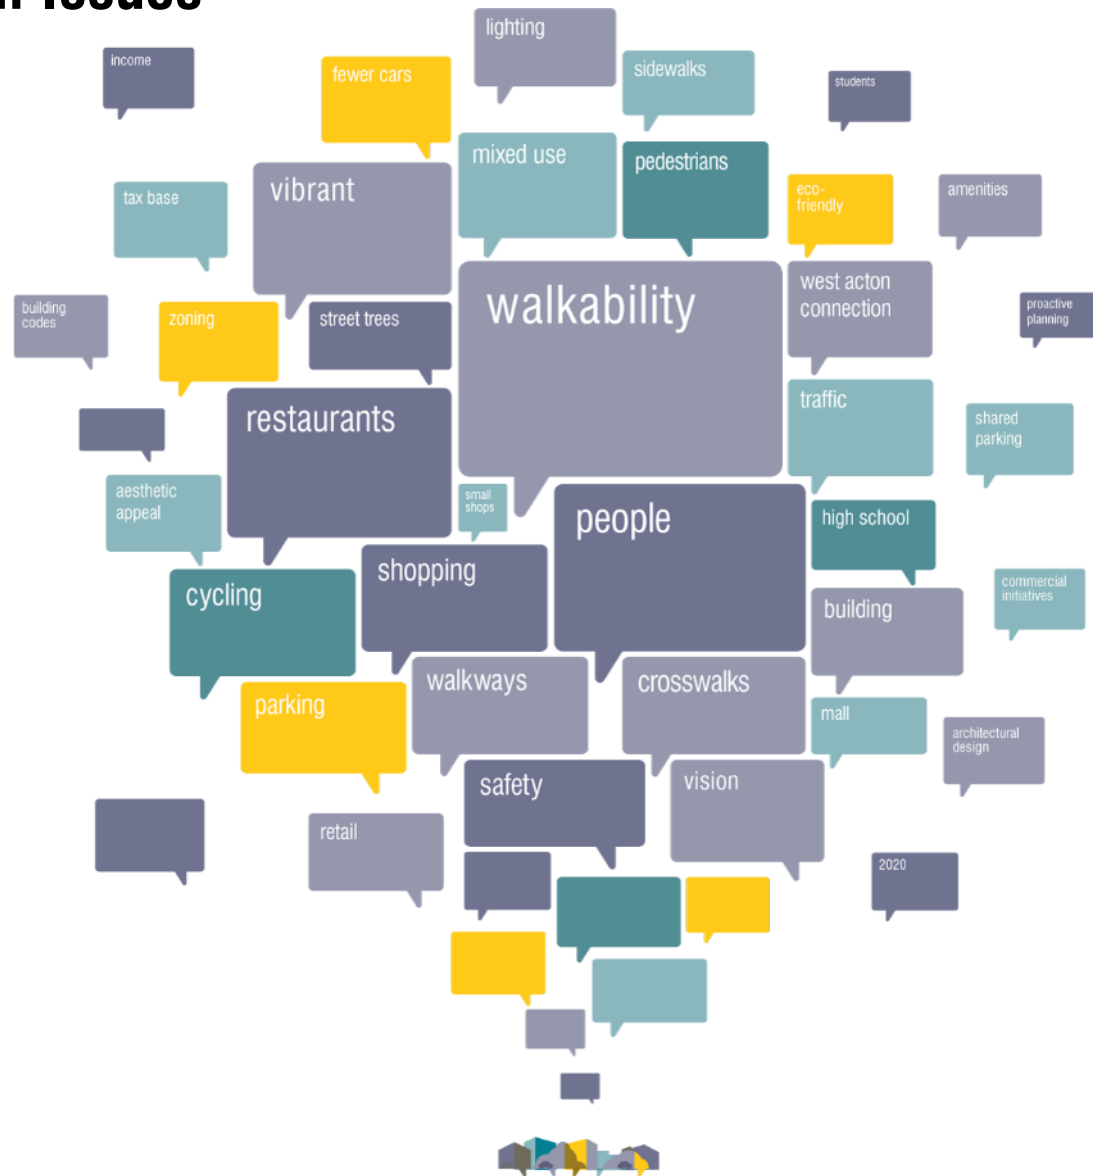 lighting
income
fewer cars
sidewalks
students
mixed use
pedestrians
vibrant
tax base
eco-
friendly
amenities
walkability
west acton
connection
building
codes
zoning
street trees
proactive
planning
restaurants
traffic
shared
parking
aesthetic
appeal
small
shops
people
high school
shopping
cycling
commercial
initiatives
building
walkways
crosswalks
parking
mall
architectural
design
safety
vision
retail
2020